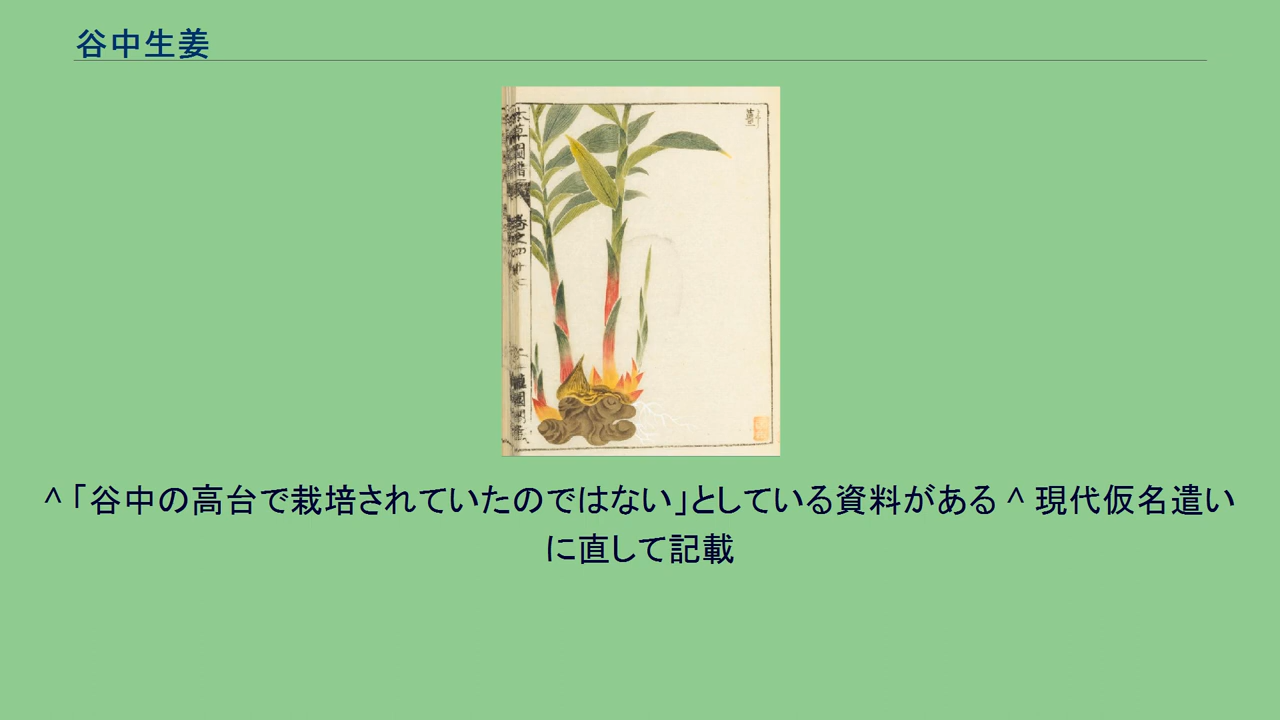 谷中生姜
^ 「谷中の高台で栽培されていたのではない」としている資料がある ^ 現代仮名遣い
に直して記載